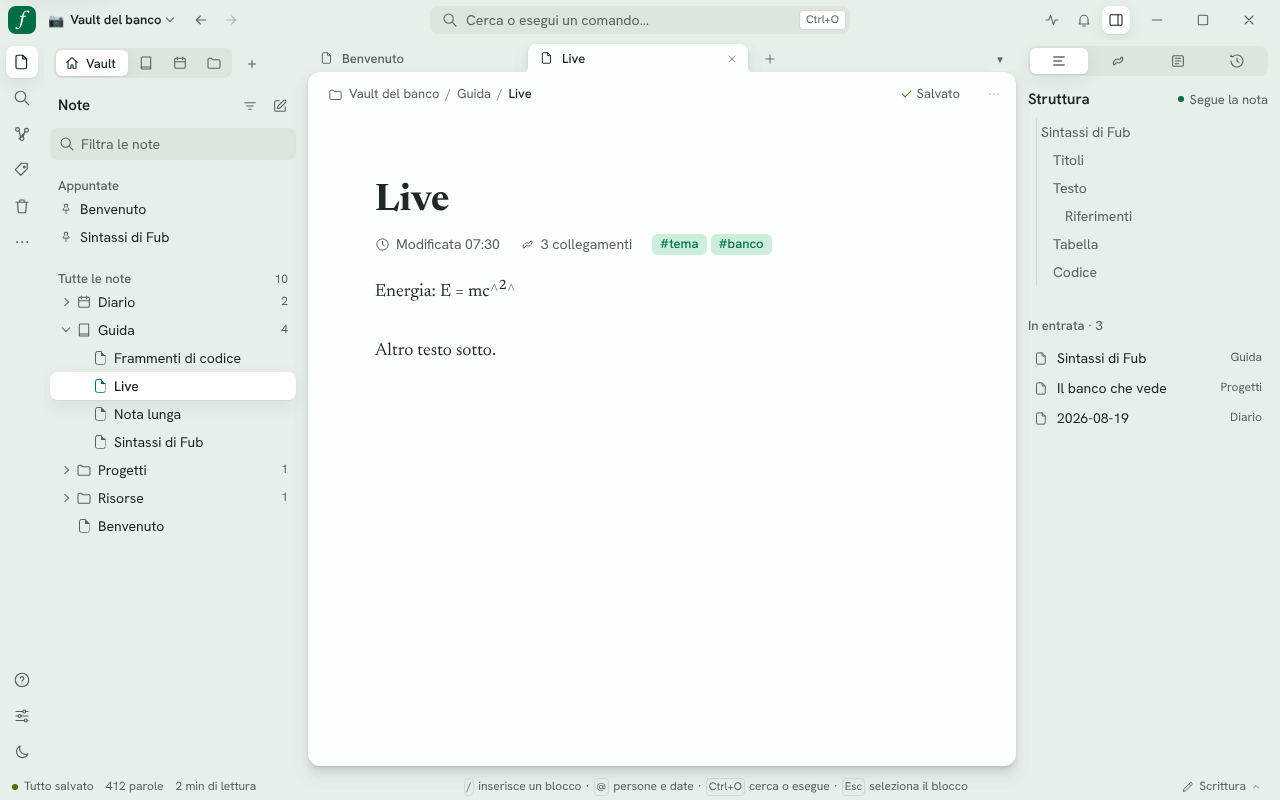 f
Vault del banco
Cerca o esegui un comando…
Ctrl+O
Vault
Note
Filtra le note
Appuntate
Benvenuto
Sintassi di Fub
Tutte le note 10
Diario 2
Guida 4
Frammenti di codice
Live
Nota lunga
Sintassi di Fub
Progetti 1
Risorse 1
Benvenuto
Benvenuto
Live
Vault del banco / Guida / Live
Salvato
Live
Modificata 07:30
3 collegamenti
#tema
#banco
Energia: E = mc^2^
Altro testo sotto.
Struttura
Segue la nota
Sintassi di Fub
Titoli
Testo
Riferimenti
Tabella
Codice
In entrata · 3
Sintassi di Fub Guida
Il banco che vede Progetti
2026-08-19 Diario
Tutto salvato 412 parole 2 min di lettura
/ inserisce un blocco · @ persone e date · Ctrl+O cerca o esegue · Esc seleziona il blocco
Scrittura